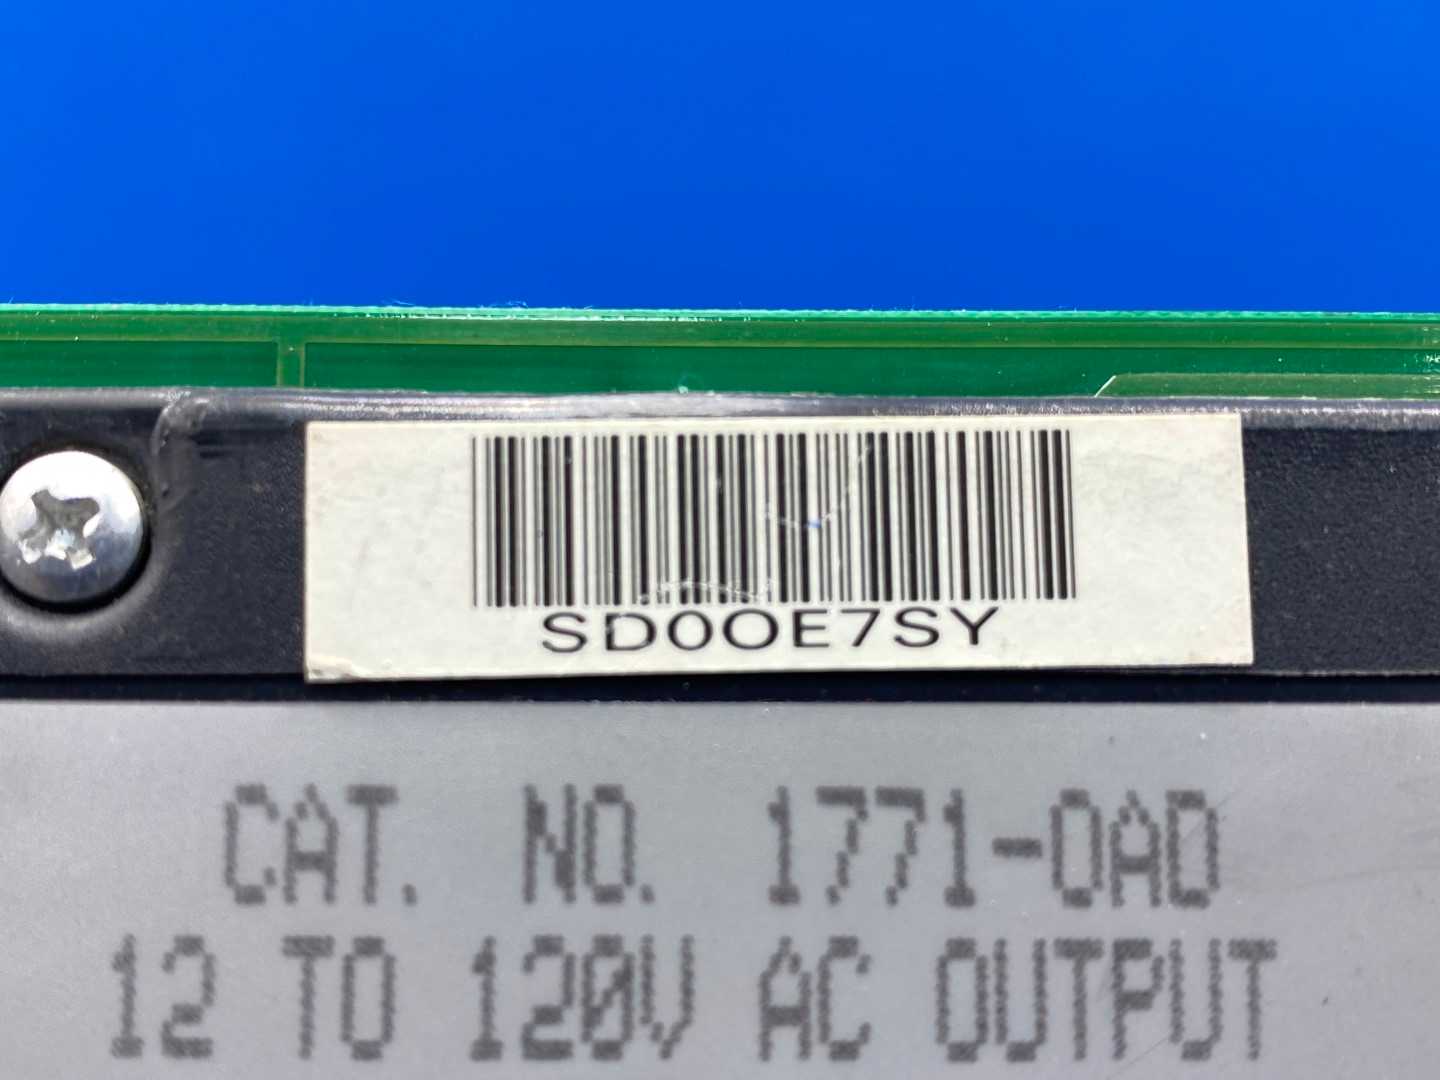 SD0OE7SY
CAT. NO. 1771-OAD
12 TO 120V AC OUTPUT